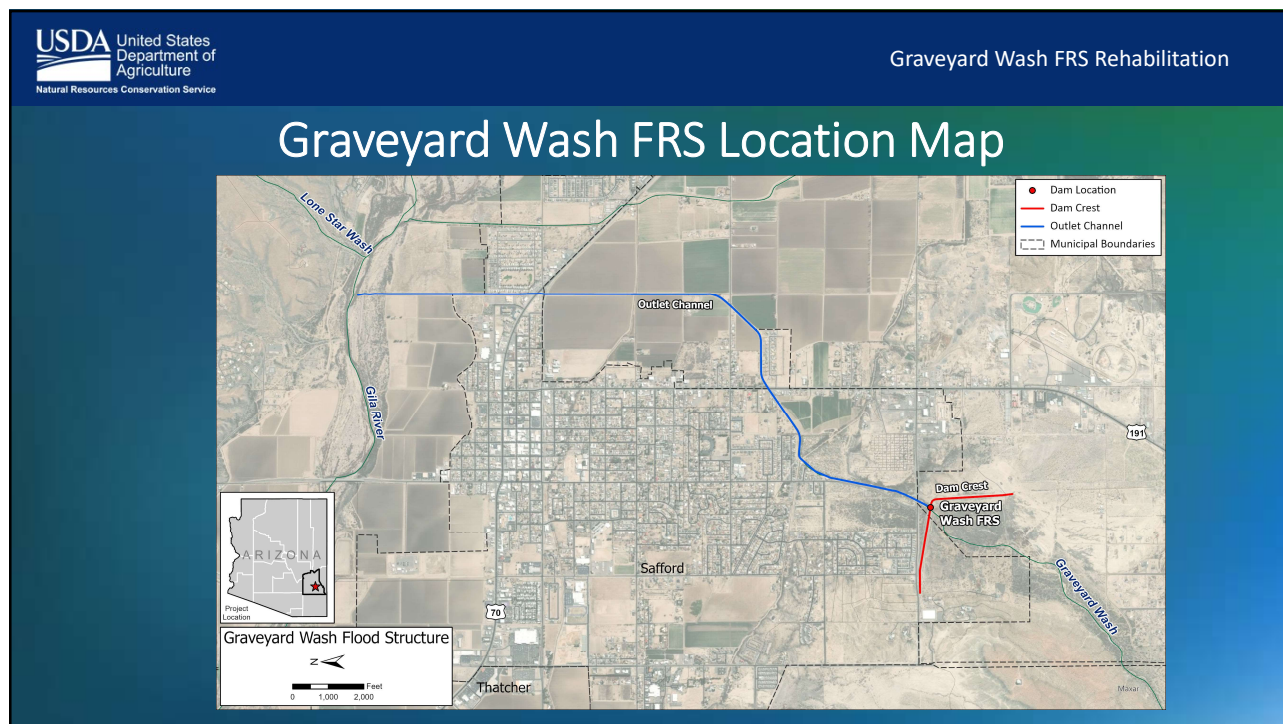 USDA
United States
Department of
Agriculture
Natural Resources Conservation Service
Graveyard Wash FRS Rehabilitation
Graveyard Wash FRS Location Map
Dam Location
Dam Crest
Outlet Channel
Municipal Boundaries
Lone Star Wash
Outlet Channel
Gila River
191
Dam Crest
Graveyard
Wash FRS
Graveyard Wash
Safford
70
Thatcher
Maxar
ARIZONA
Project
Location
Graveyard Wash Flood Structure
N
Feet
0 1,000 2,000